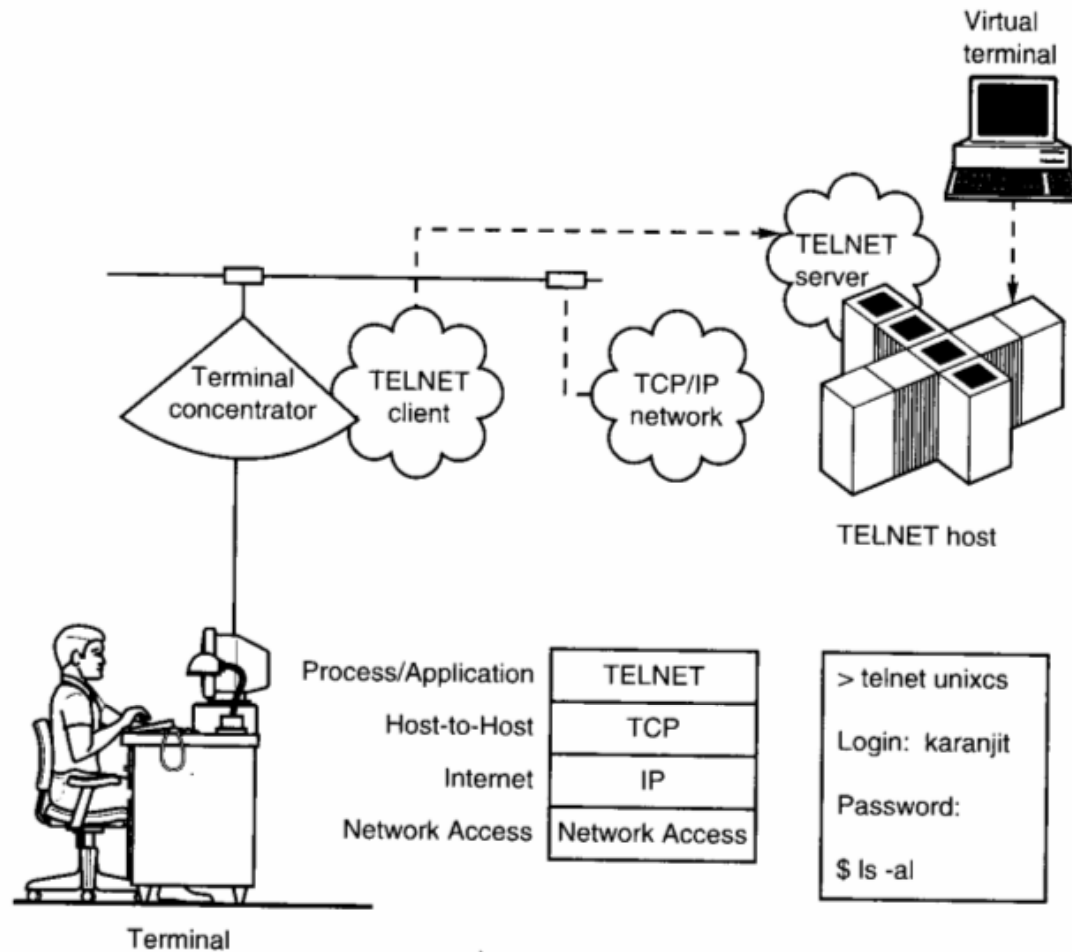 Virtual
terminal
TELNET
server
Terminal
concentrator
TELNET
client
TCP/IP
network
TELNET host
Process/Application
TELNET
Host-to-Host
TCP
Internet
IP
Network Access
Network Access
> telnet unixcs
Login: karanjit
Password:
$ ls -al
Terminal